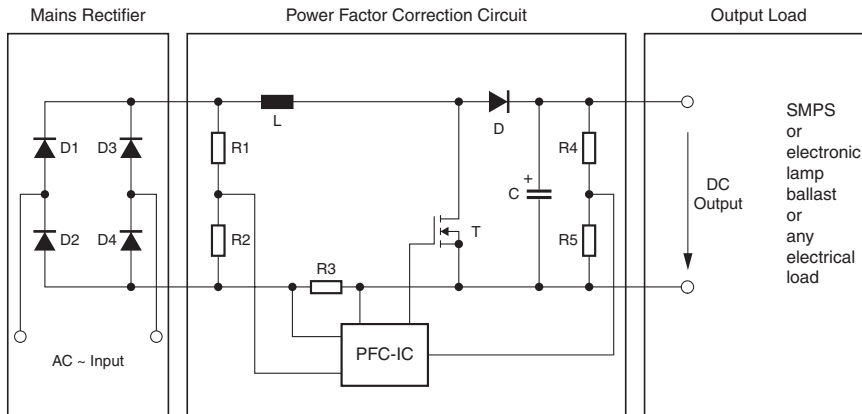 Mains Rectifier
Power Factor Correction Circuit
Output Load
L
D
D1
D3
R1
R4
D2
D4
R2
R3
T
C
+
R5
PFC-IC
AC ~ Input
DC
Output
SMPS
or
electronic
lamp
ballast
or
any
electrical
load